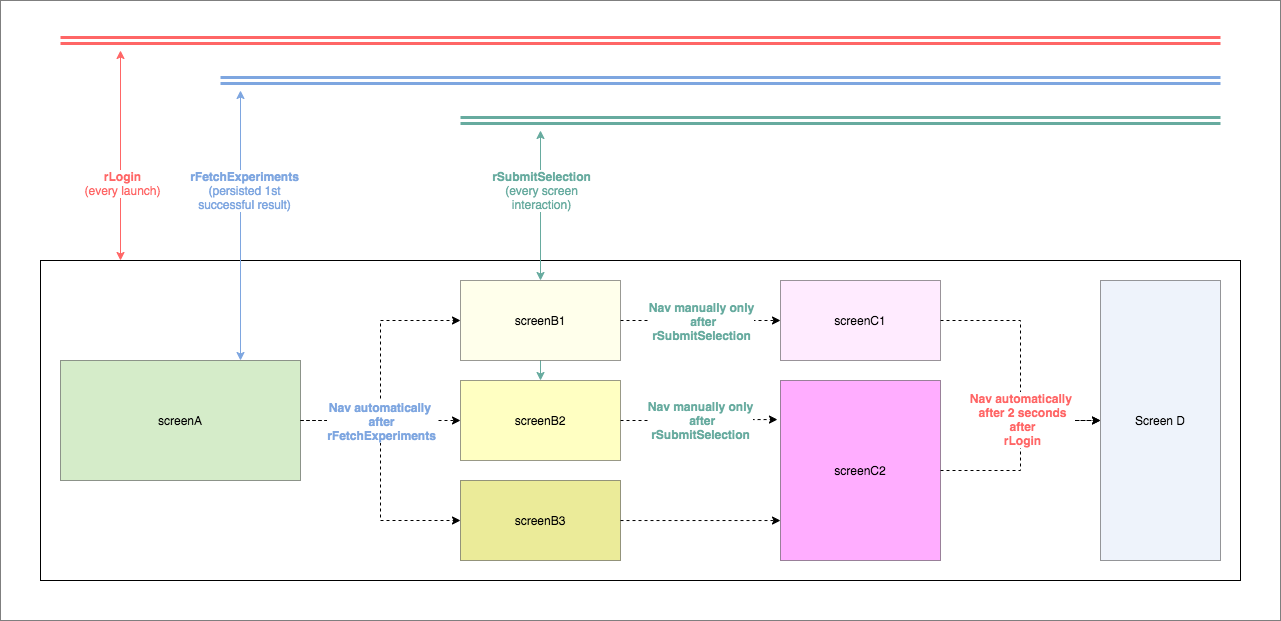 rLogin
(every launch)
rFetchExperiments
(persisted 1st
successful result)
rSubmitSelection
(every screen
interaction)
screenA
Nav automatically
after
rFetchExperiments
screenB1
screenB2
screenB3
Nav manually only
after
rSubmitSelection
Nav manually only
after
rSubmitSelection
screenC1
screenC2
Nav automatically
after 2 seconds
after
rLogin
Screen D